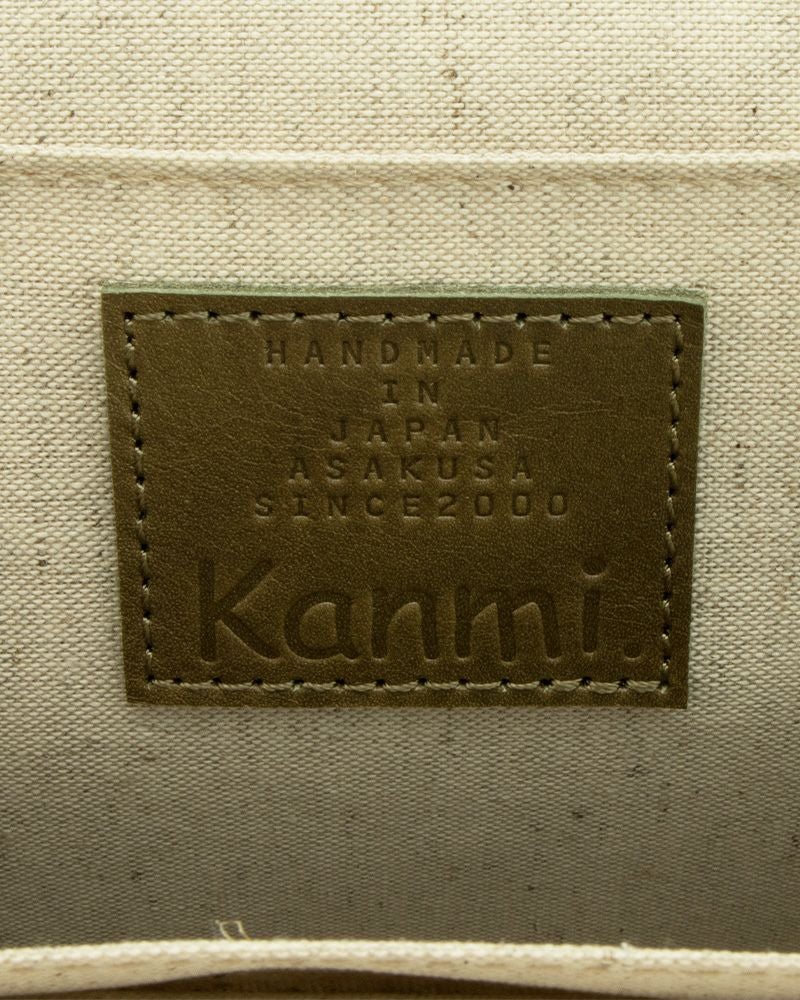 HANDMADE
IN
JAPAN
ASAKUSA
SINCE2000
Kanmi.